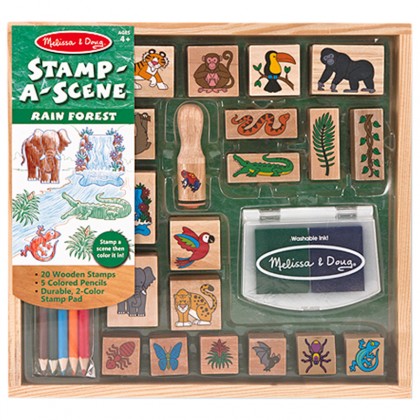 Melissa & Doug
AGES
4+
STAMP-
A-SCENE
RAIN FOREST
Stamp a
scene then
color it in!
• 20 Wooden Stamps
• 5 Colored Pencils
• Durable, 2-Color
Stamp Pad
Washable Ink!
Melissa & Doug